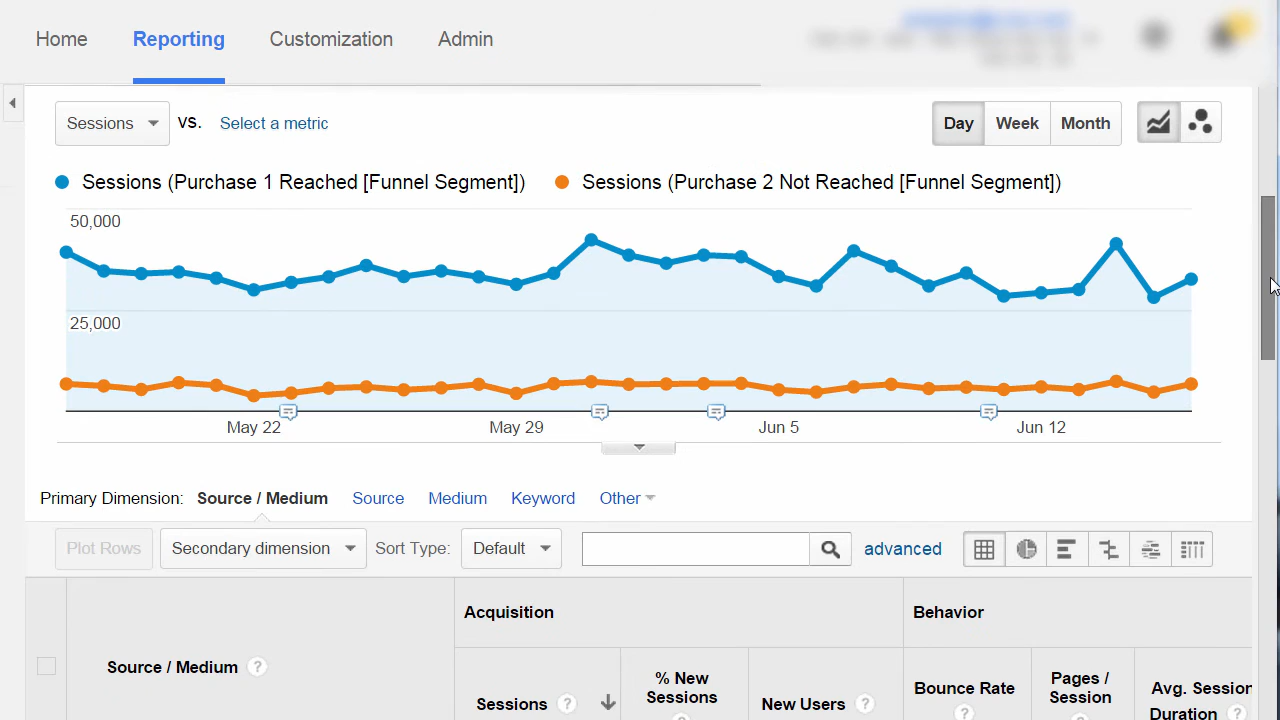 Home Reporting Customization Admin
Sessions vs. Select a metric Day Week Month
Sessions (Purchase 1 Reached [Funnel Segment]) Sessions (Purchase 2 Not Reached [Funnel Segment])
50,000
25,000
May 22 May 29 Jun 5 Jun 12
Primary Dimension: Source / Medium Source Medium Keyword Other
Plot Rows Secondary dimension Sort Type: Default advanced
Acquisition Behavior
Source / Medium ?
% New Sessions
Sessions ? New Users ? Bounce Rate ? Pages / Session Avg. Session Duration ?